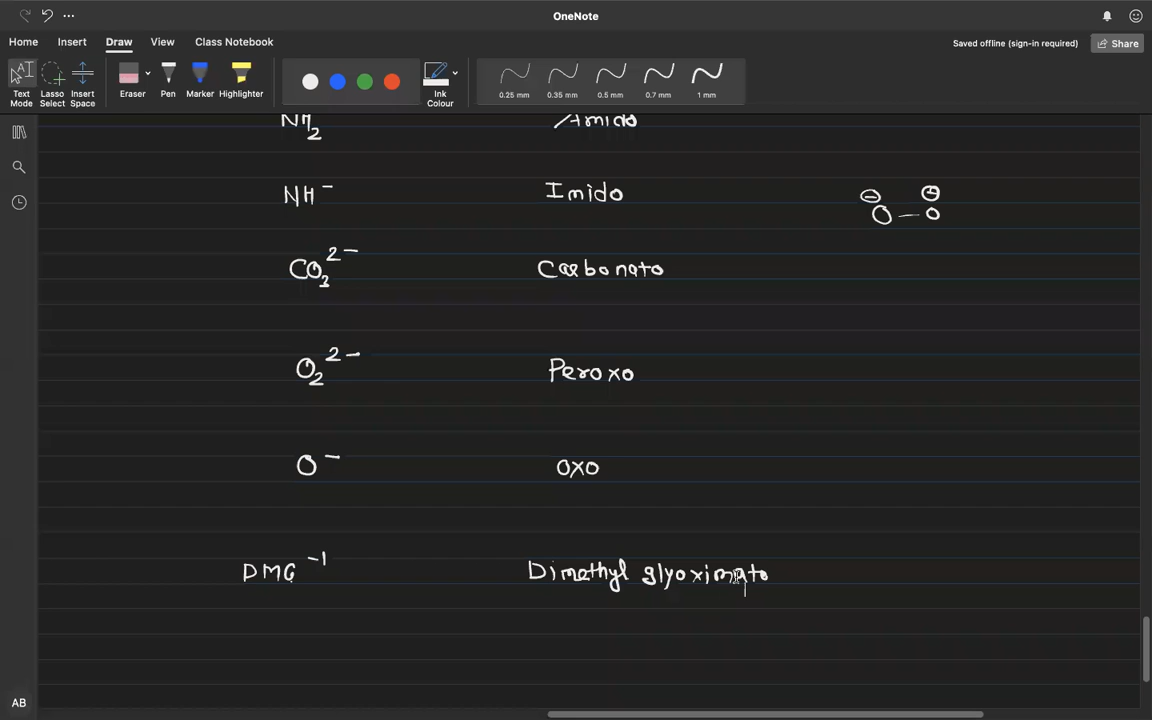 OneNote
Home Insert Draw View Class Notebook
Saved offline (sign-in required) Share
Text Mode Lasso Select Insert Space Eraser Pen Marker Highlighter Ink Colour 0.25 mm 0.35 mm 0.5 mm 0.7 mm 1 mm
NH₂ Amido
NH⁻ Imido ⊖O–O⊕
CO₃²⁻ Carbonato
O₂²⁻ Peroxo
O⁻ oxo
DMG⁻¹ Dimethyl glyoximato
AB